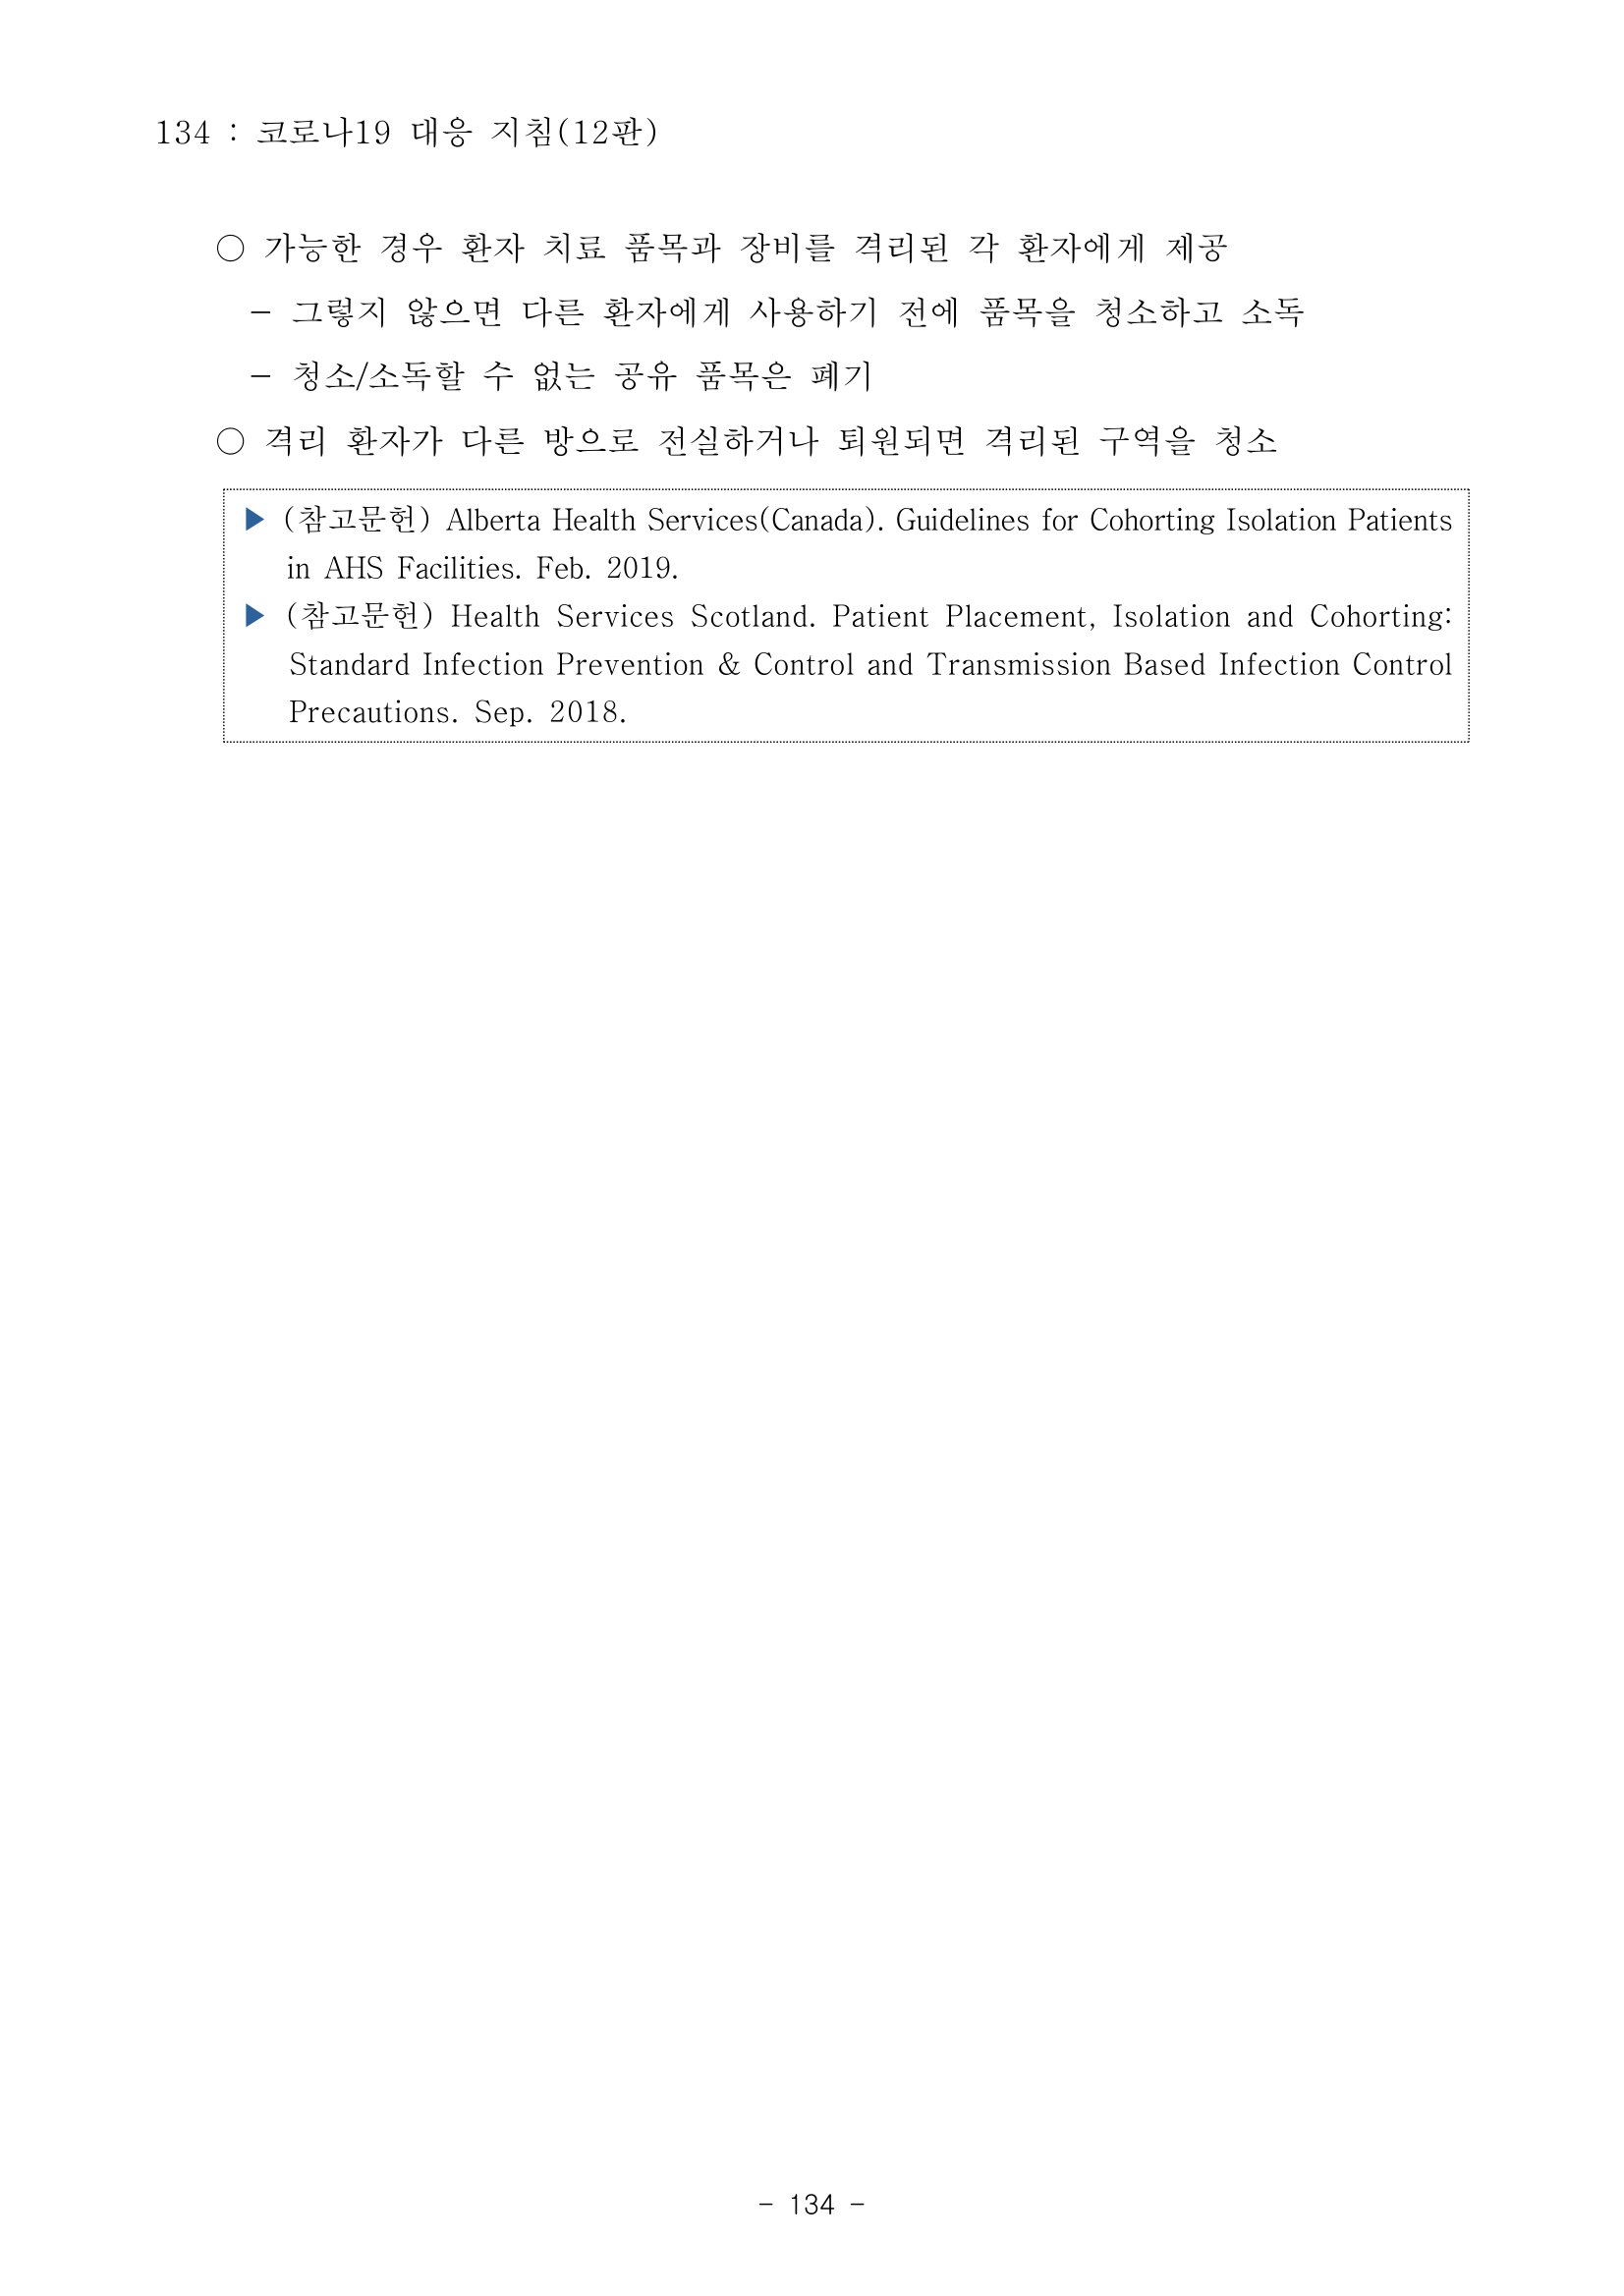 134 : 코로나19 대응 지침(12판)
○ 가능한 경우 환자 치료 품목과 장비를 격리된 각 환자에게 제공
- 그렇지 않으면 다른 환자에게 사용하기 전에 품목을 청소하고 소독
- 청소/소독할 수 없는 공유 품목은 폐기
○ 격리 환자가 다른 방으로 전실하거나 퇴원되면 격리된 구역을 청소
▶ (참고문헌) Alberta Health Services(Canada). Guidelines for Cohorting Isolation Patients
in AHS Facilities. Feb. 2019.
▶ (참고문헌) Health Services Scotland. Patient Placement, Isolation and Cohorting:
Standard Infection Prevention & Control and Transmission Based Infection Control
Precautions. Sep. 2018.
- 134 -